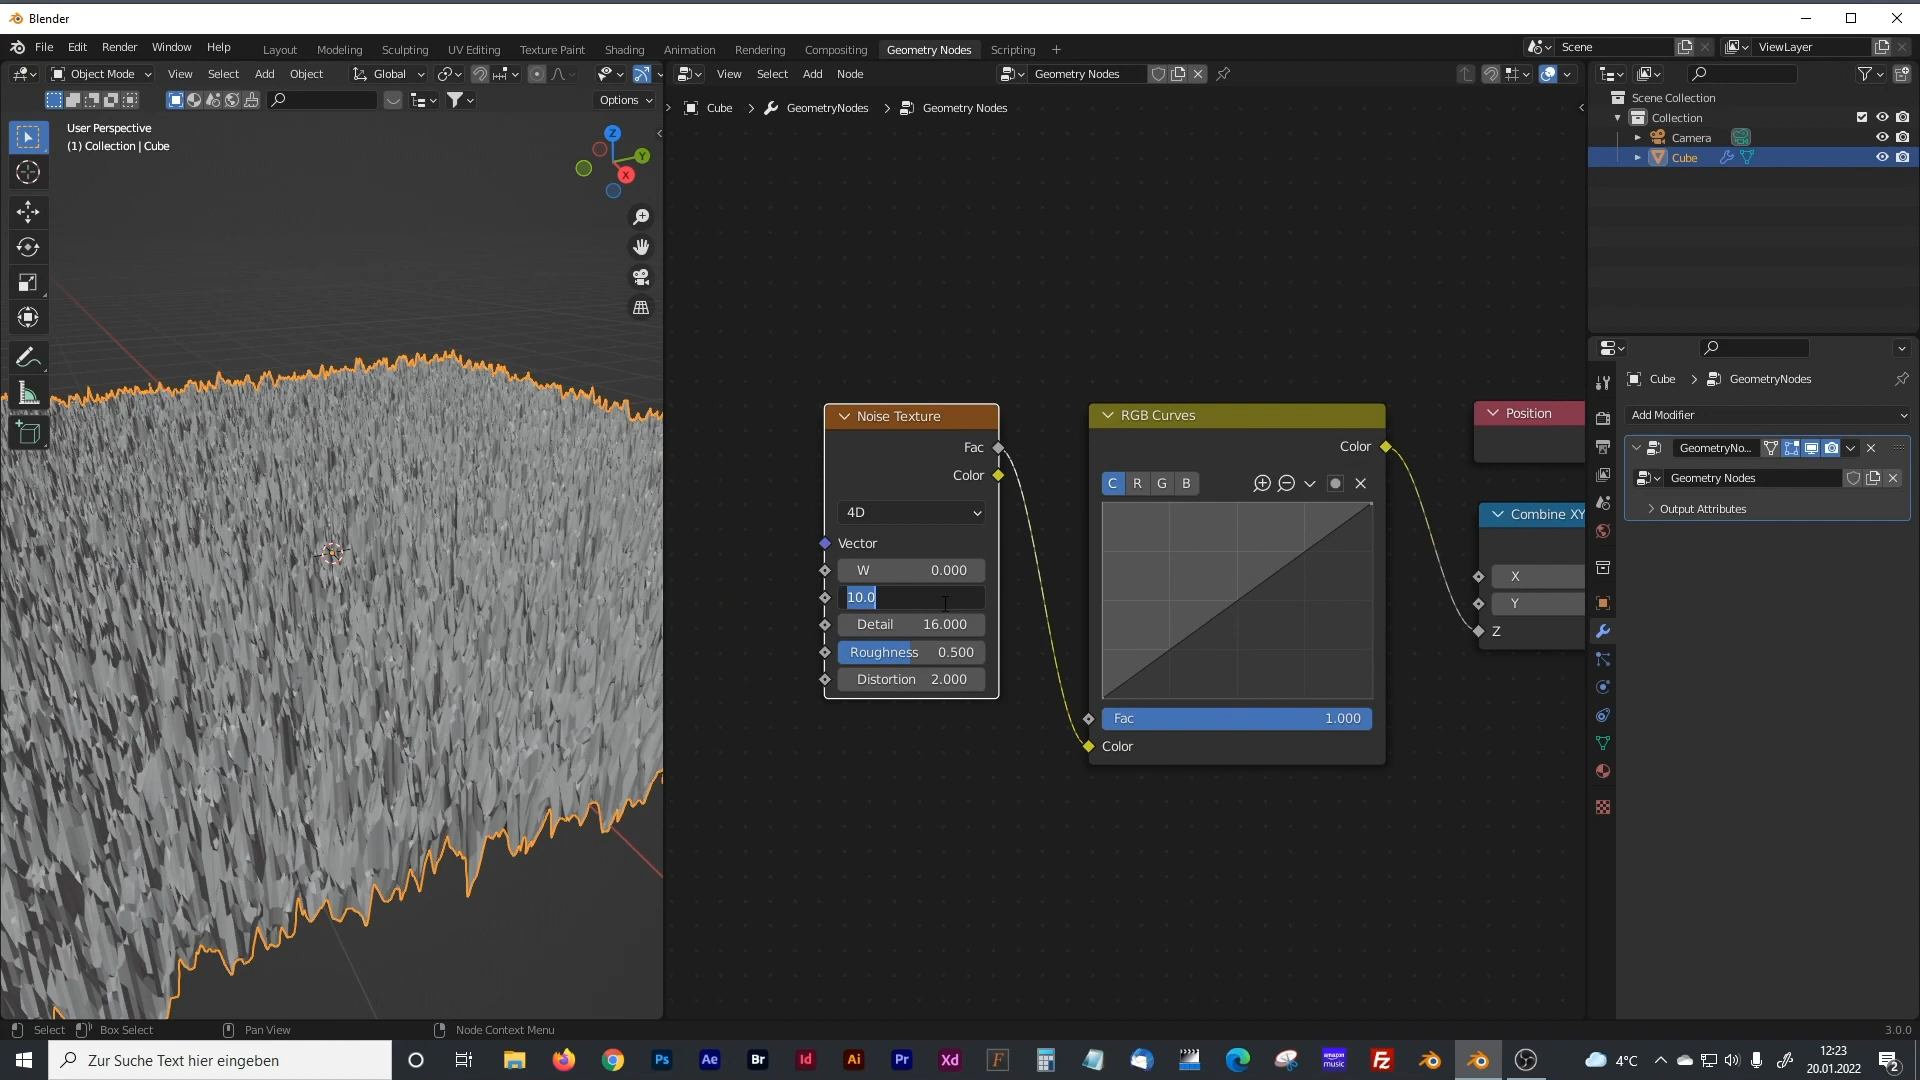 Blender
File Edit Render Window Help
Layout Modeling Sculpting UV Editing Texture Paint Shading Animation Rendering Compositing Geometry Nodes Scripting +
Scene
ViewLayer
Object Mode View Select Add Object Global
View Select Add Node Geometry Nodes
Options
Cube > GeometryNodes > Geometry Nodes
User Perspective
(1) Collection | Cube
Z
Y
X
Scene Collection
Collection
Camera
Cube
Noise Texture
Fac
Color
4D
Vector
W 0.000
10.0
Detail 16.000
Roughness 0.500
Distortion 2.000
RGB Curves
Color
C R G B
Fac 1.000
Color
Position
Combine XY
X
Y
Z
Cube > GeometryNodes
Add Modifier
GeometryNo...
Geometry Nodes
Output Attributes
Select Box Select Pan View Node Context Menu 3.0.0
Zur Suche Text hier eingeben
Ps Ae Br Id Ai Pr Xd F amazon music Fz
4°C
12:23
20.01.2022
2